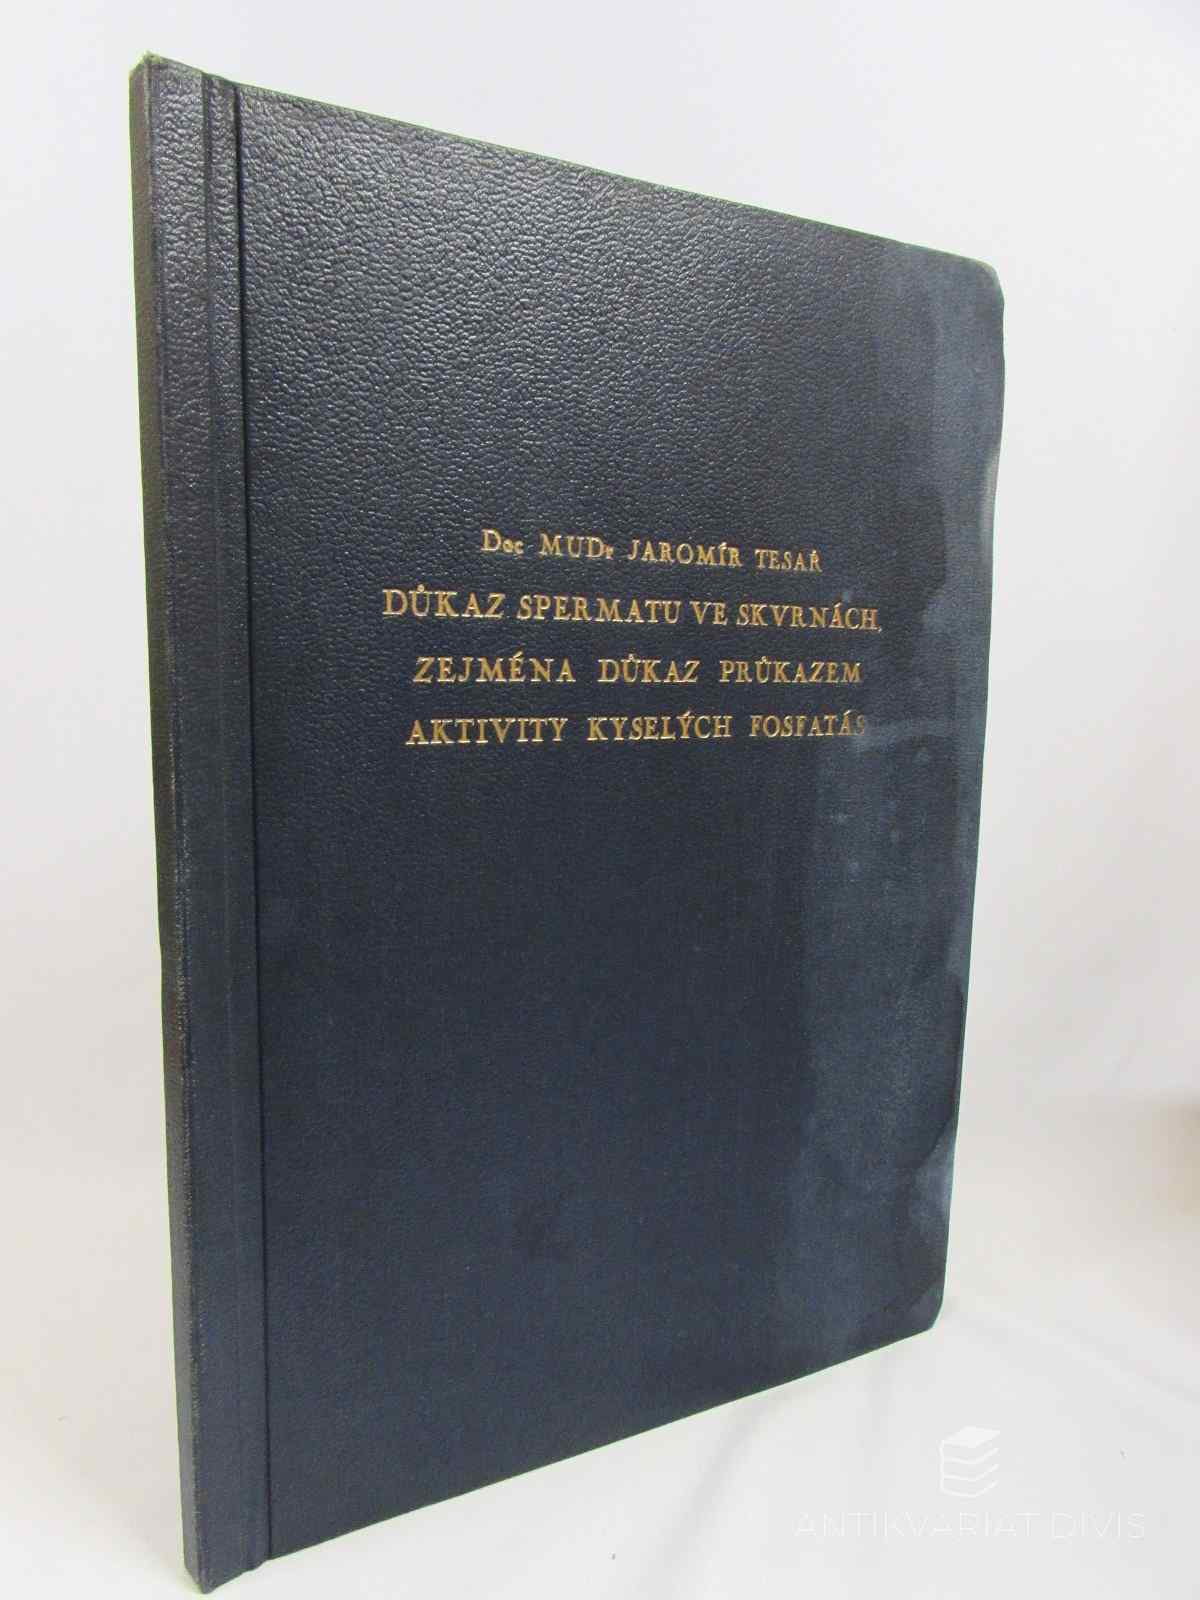 Doc MUDr JAROMÍR TESAŘ
DŮKAZ SPERMATU VE SKVRNÁCH,
ZEJMÉNA DŮKAZ PRŮKAZEM
AKTIVITY KYSELÝCH FOSFATÁS
ANTIKVARIAT DIVIS